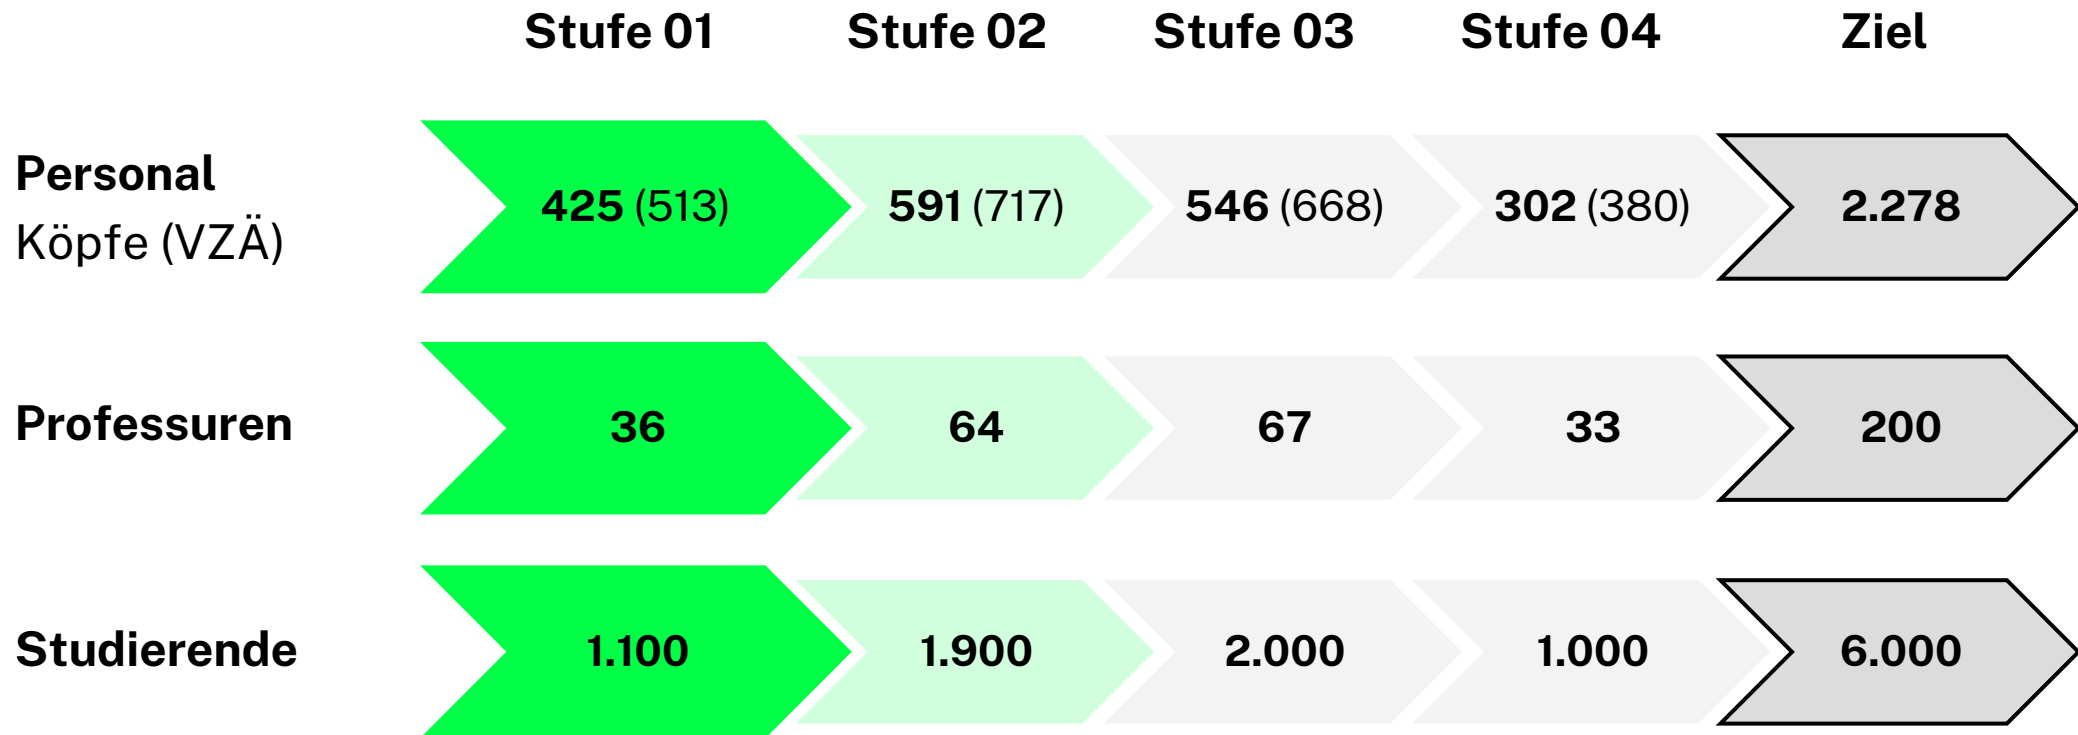 Stufe 01 Stufe 02 Stufe 03 Stufe 04 Ziel
Personal
Köpfe (VZÄ)
425 (513) 591 (717) 546 (668) 302 (380) 2.278
Professuren 36 64 67 33 200
Studierende 1.100 1.900 2.000 1.000 6.000